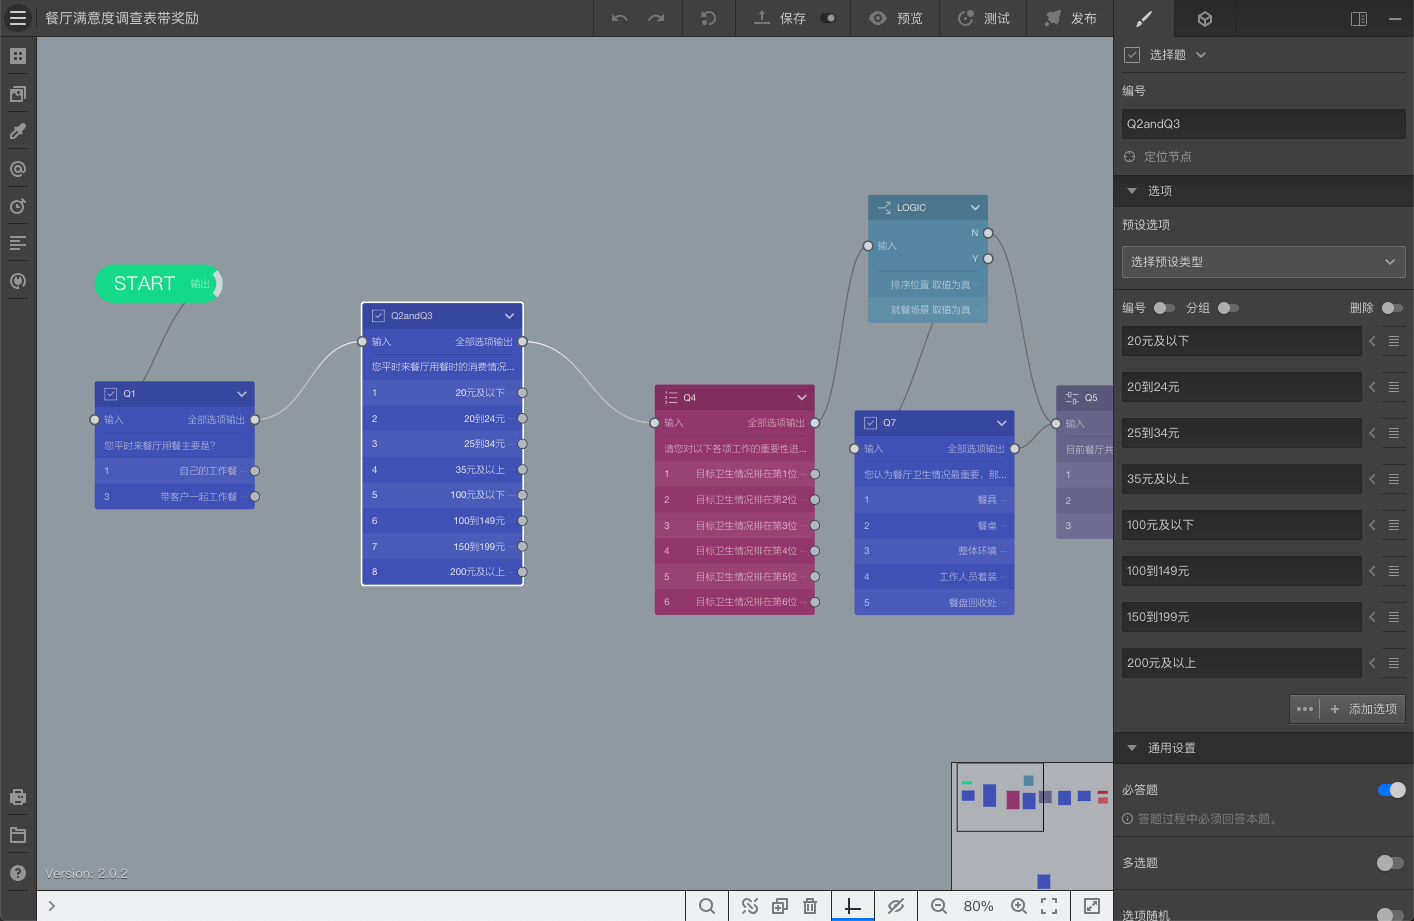 餐厅满意度调查表带奖励
保存
预览
测试
发布
选择题
编号
Q2andQ3
定位节点
选项
预设选项
选择预设类型
编号 分组 删除
20元及以下
20到24元
25到34元
35元及以上
100元及以下
100到149元
150到199元
200元及以上
添加选项
通用设置
必答题
答题过程中必须回答本题。
多选题
选项随机
START 输出
Q1
输入 全部选项输出
您平时来餐厅用餐主要是?
1 自己的工作餐
3 带客户一起工作餐
Q2andQ3
输入 全部选项输出
您平时来餐厅用餐时的消费情况...
1 20元及以下
2 20到24元
3 25到34元
4 35元及以上
5 100元及以下
6 100到149元
7 150到199元
8 200元及以上
Q4
输入 全部选项输出
请您对以下各项工作的重要性进...
1 目标卫生情况排在第1位
2 目标卫生情况排在第2位
3 目标卫生情况排在第3位
4 目标卫生情况排在第4位
5 目标卫生情况排在第5位
6 目标卫生情况排在第6位
LOGIC
N
输入
Y
排序位置 取值为真
就餐场景 取值为真
Q7
输入 全部选项输出
您认为餐厅卫生情况最重要，那...
1 餐具
2 餐桌
3 整体环境
4 工作人员着装
5 餐盘回收处
Q5
输入
目前餐厅共
1
2
3
Version: 2.0.2
80%